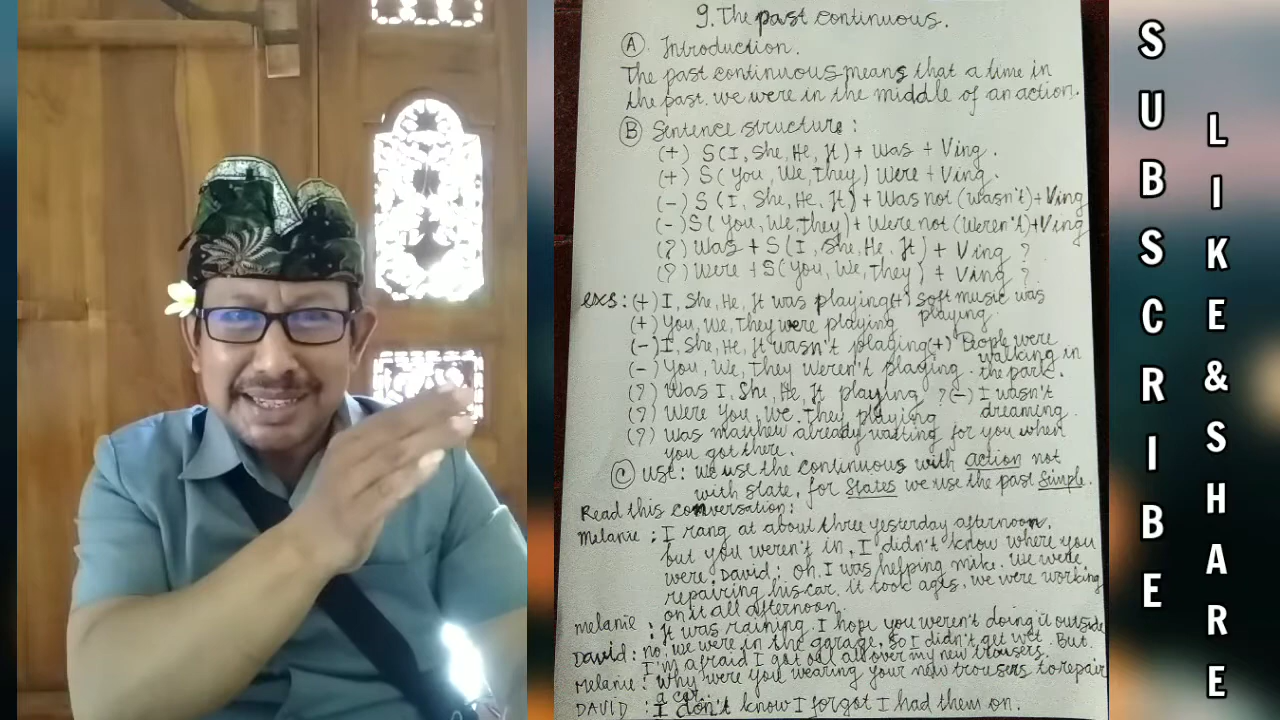 9. The past continuous.
(A). Introduction.
The past continuous means that a time in
the past. we were in the middle of an action.
(B) Sentence structure:
(+) S (I, She, He, It) + Was + Ving.
(+) S (You, We, They) Were + Ving.
(-) S (I, She, He, It) + Was not (wasn't) + Ving
(-) S (You, We, They) + Were not (Weren't) + Ving
(?) Was + S (I, She, He, It) + Ving ?
(?) Were + S (You, We, They) + Ving ?
exs: (+) I, She, He, It was playing (+) Soft music was
playing.
(+) You, We, They were playing
(-) I, She, He, It wasn't playing (+) People were
walking in
the park.
(-) You, We, They weren't playing.
(?) Was I, She, He, It playing ? (-) I wasn't
dreaming.
(?) Were You, We, They playing
(?) Was matthew already waiting for you when
you got there.
(C) Use: We use the continuous with action not
with state, for States we use the past Simple.
Read this conversation:
Melanie: I rang at about three yesterday afternoon,
but you weren't in, I didn't know where you
were. David: oh. I was helping mike. we were
repairing his car. it took ages, we were working
on it all afternoon.
melanie: It was raining. I hope you weren't doing it outside
David: no, we were in the garage. so I didn't get wet. But
I'm afraid I got oil all over my new trousers.
Melanie: why were you wearing your new trousers to repair
a car
DAVID: I don't know I forgot I had them on.
SUBSCRIBE
LIKE & SHARE